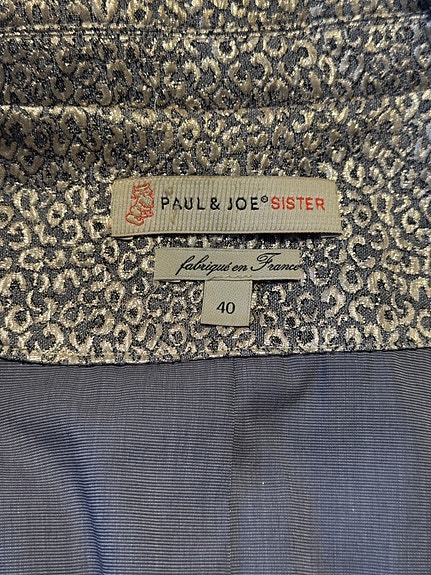 PAUL & JOE® SISTER
fabriqué en France
40